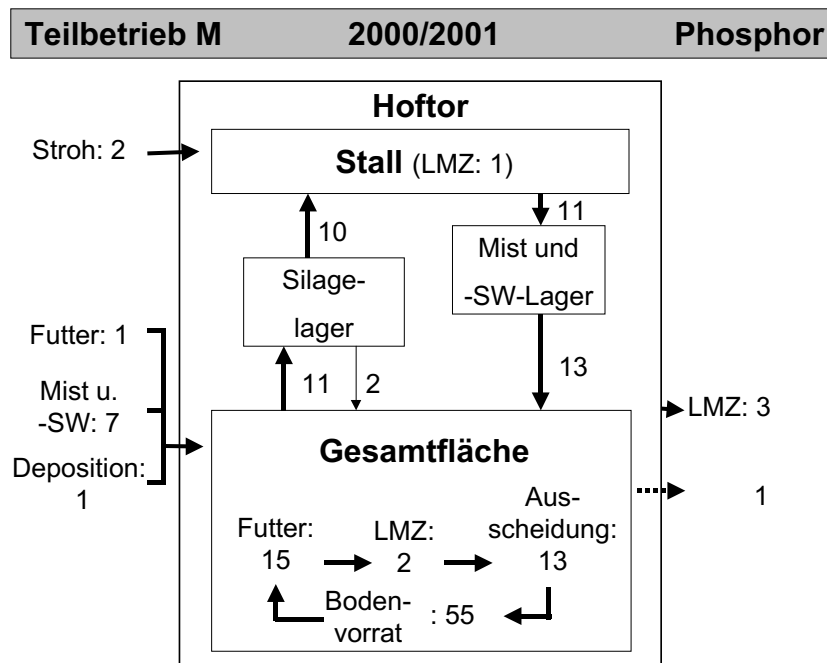 Teilbetrieb M 2000/2001 Phosphor
Hoftor
Stroh: 2
Stall (LMZ: 1)
10
11
Silage-
lager
Mist und
-SW-Lager
Futter: 1
Mist u.
-SW: 7
Deposition:
1
11
2
13
LMZ: 3
1
Gesamtfläche
Futter:
15
LMZ:
2
Aus-
scheidung:
13
Boden-
vorrat
: 55